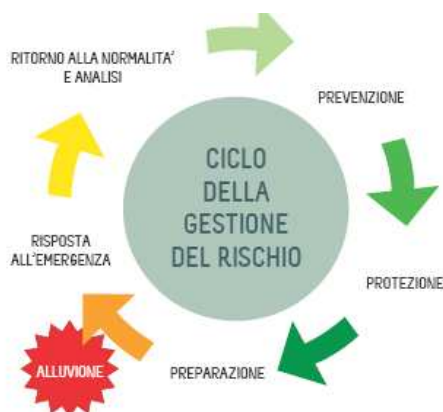 RITORNO ALLA NORMALITA'
E ANALISI
PREVENZIONE
CICLO
DELLA
GESTIONE
DEL RISCHIO
RISPOSTA
ALL'EMERGENZA
PROTEZIONE
ALLUVIONE
PREPARAZIONE